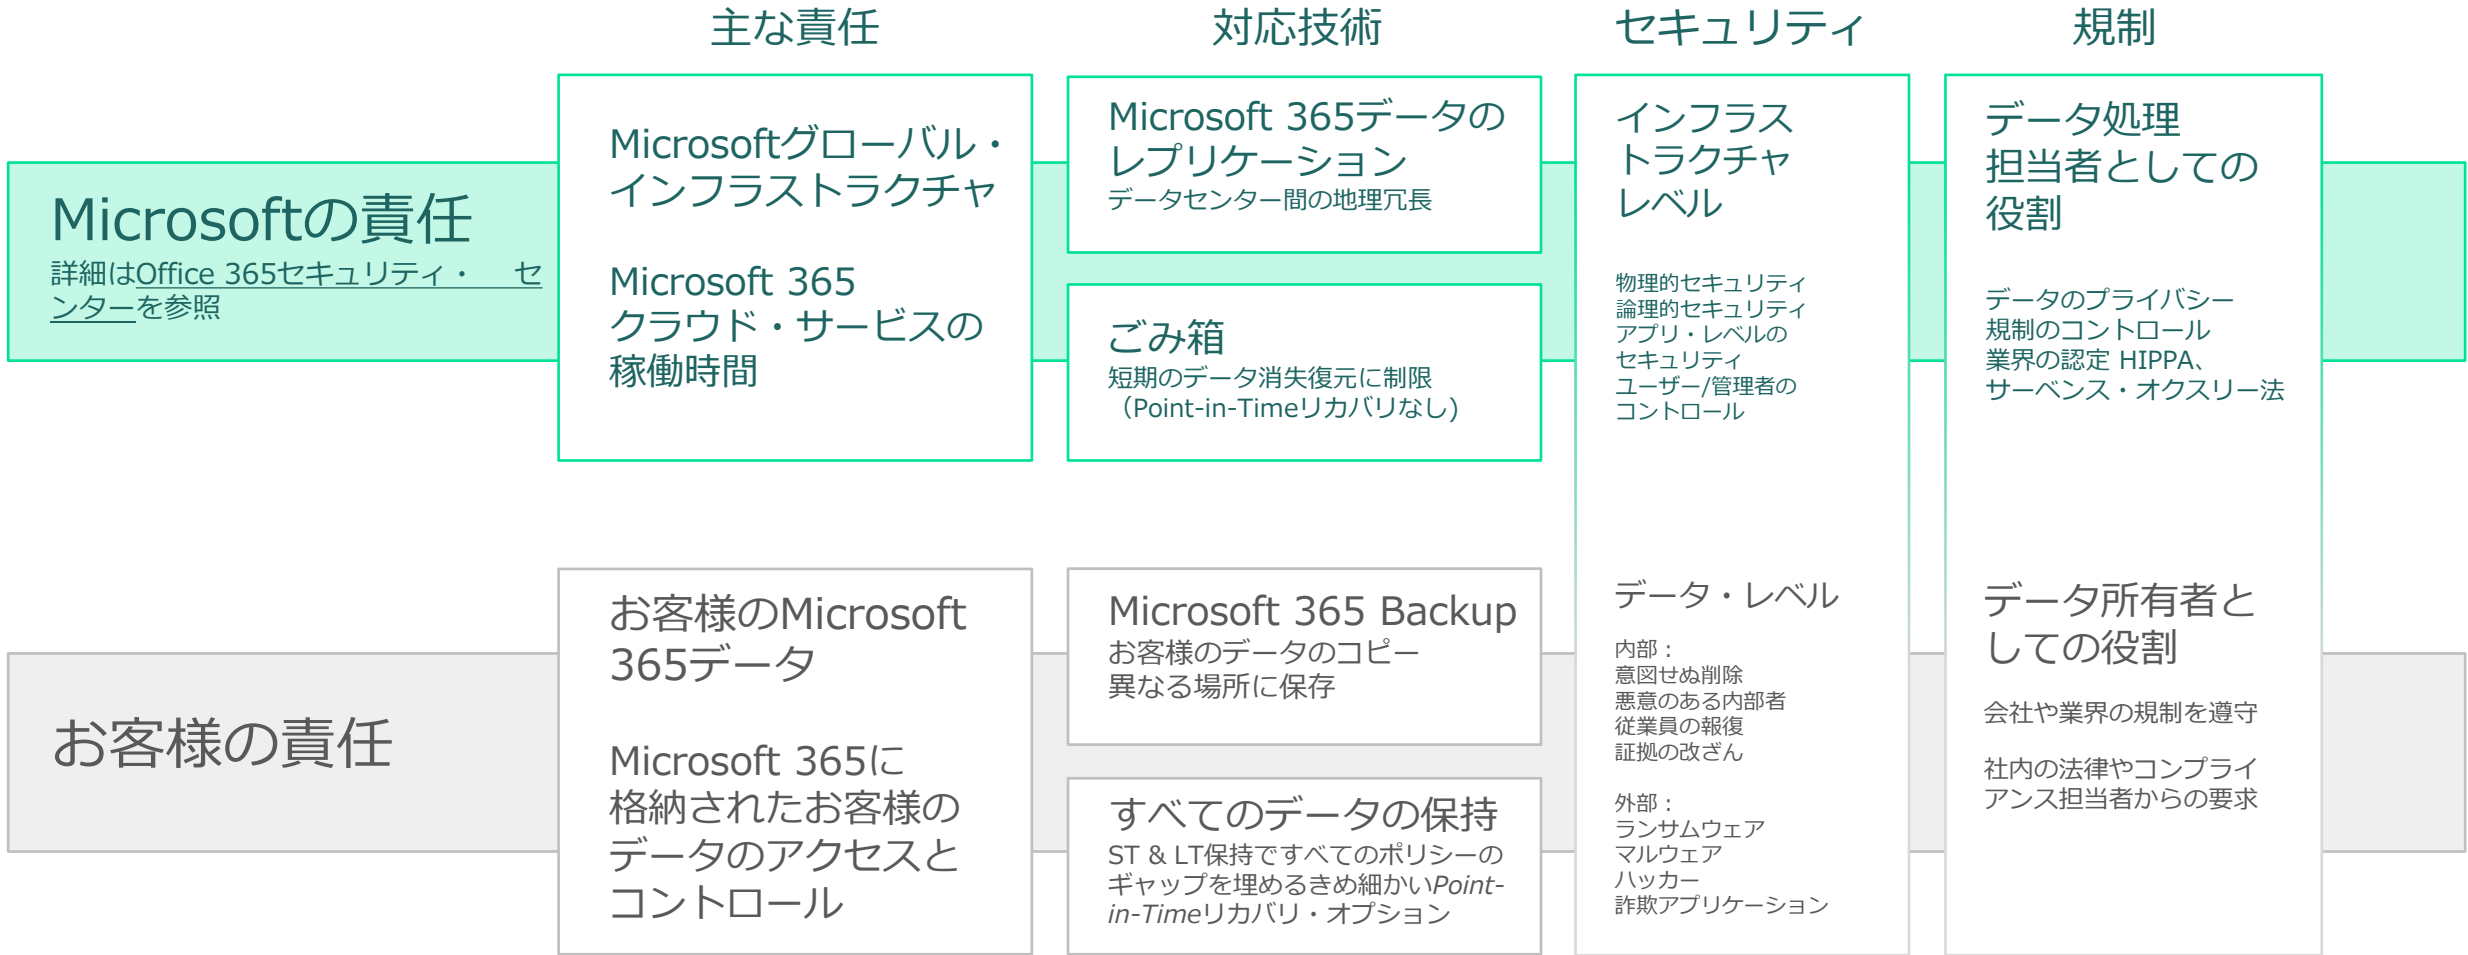 主な責任
対応技術
セキュリティ
規制
Microsoftの責任
詳細はOffice 365セキュリティ・ セ
ンターを参照
Microsoftグローバル・
インフラストラクチャ
Microsoft 365
クラウド・サービスの
稼働時間
Microsoft 365データの
レプリケーション
データセンター間の地理冗長
ごみ箱
短期のデータ消失復元に制限
（Point-in-Timeリカバリなし)
インフラス
トラクチャ
レベル
物理的セキュリティ
論理的セキュリティ
アプリ・レベルの
セキュリティ
ユーザー/管理者の
コントロール
データ処理
担当者としての
役割
データのプライバシー
規制のコントロール
業界の認定 HIPPA、
サーベンス・オクスリー法
お客様の責任
お客様のMicrosoft
365データ
Microsoft 365に
格納されたお客様の
データのアクセスと
コントロール
Microsoft 365 Backup
お客様のデータのコピー
異なる場所に保存
すべてのデータの保持
ST & LT保持ですべてのポリシーの
ギャップを埋めるきめ細かいPoint-
in-Timeリカバリ・オプション
データ・レベル
内部：
意図せぬ削除
悪意のある内部者
従業員の報復
証拠の改ざん
外部：
ランサムウェア
マルウェア
ハッカー
詐欺アプリケーション
データ所有者と
しての役割
会社や業界の規制を遵守
社内の法律やコンプライ
アンス担当者からの要求